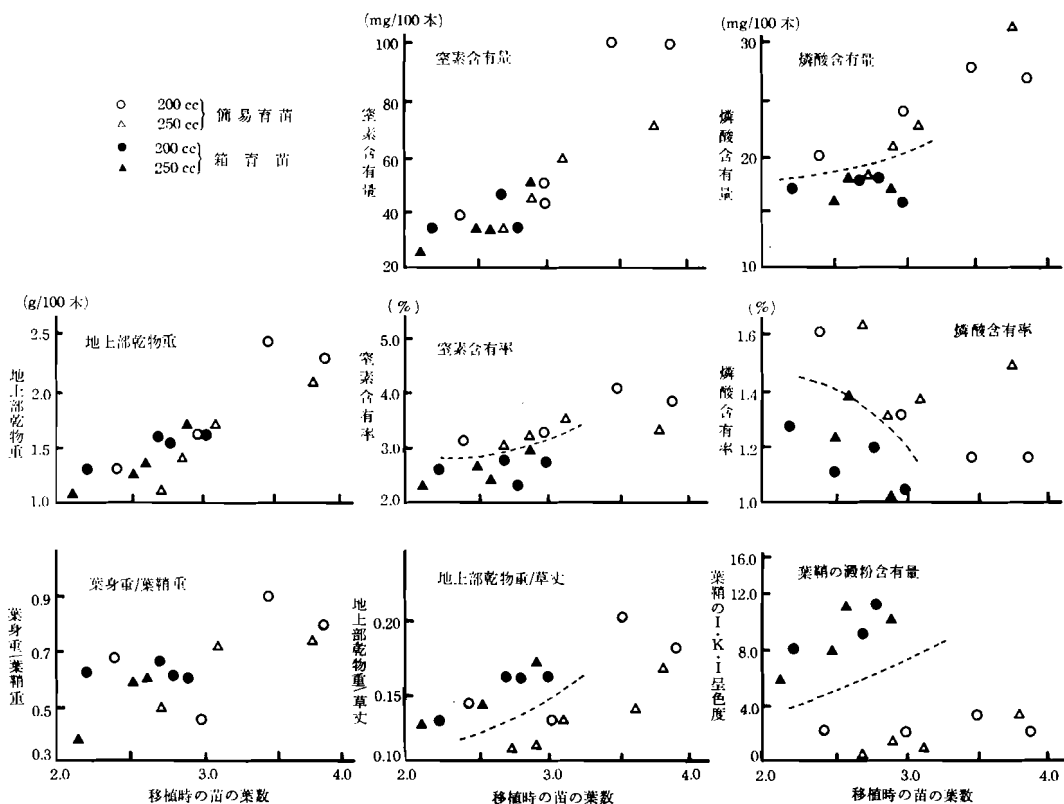 ○ 200 cc } 簡易育苗
△ 250 cc
● 200 cc } 箱育苗
▲ 250 cc
(mg/100 本)
窒素含有量
窒素含有量
100
80
60
40
20
(mg/100本)
燐酸含有量
燐酸含有量
30
20
10
(g/100 本)
地上部乾物重
地上部乾物重
2.5
2.0
1.5
1.0
(%)
窒素含有率
窒素含有率
5.0
4.0
3.0
2.0
(%)
燐酸含有率
燐酸含有率
1.6
1.4
1.2
1.0
葉身重/葉鞘重
葉身重/葉鞘重
0.9
0.7
0.5
0.3
2.0 3.0 4.0
移植時の苗の葉数
地上部乾物重/草丈
地上部乾物重/草丈
0.20
0.15
0.10
2.0 3.0 4.0
移植時の苗の葉数
葉鞘の澱粉含有量
葉鞘のI・K・I呈色度
16.0
12.0
8.0
4.0
0
2.0 3.0 4.0
移植時の苗の葉数